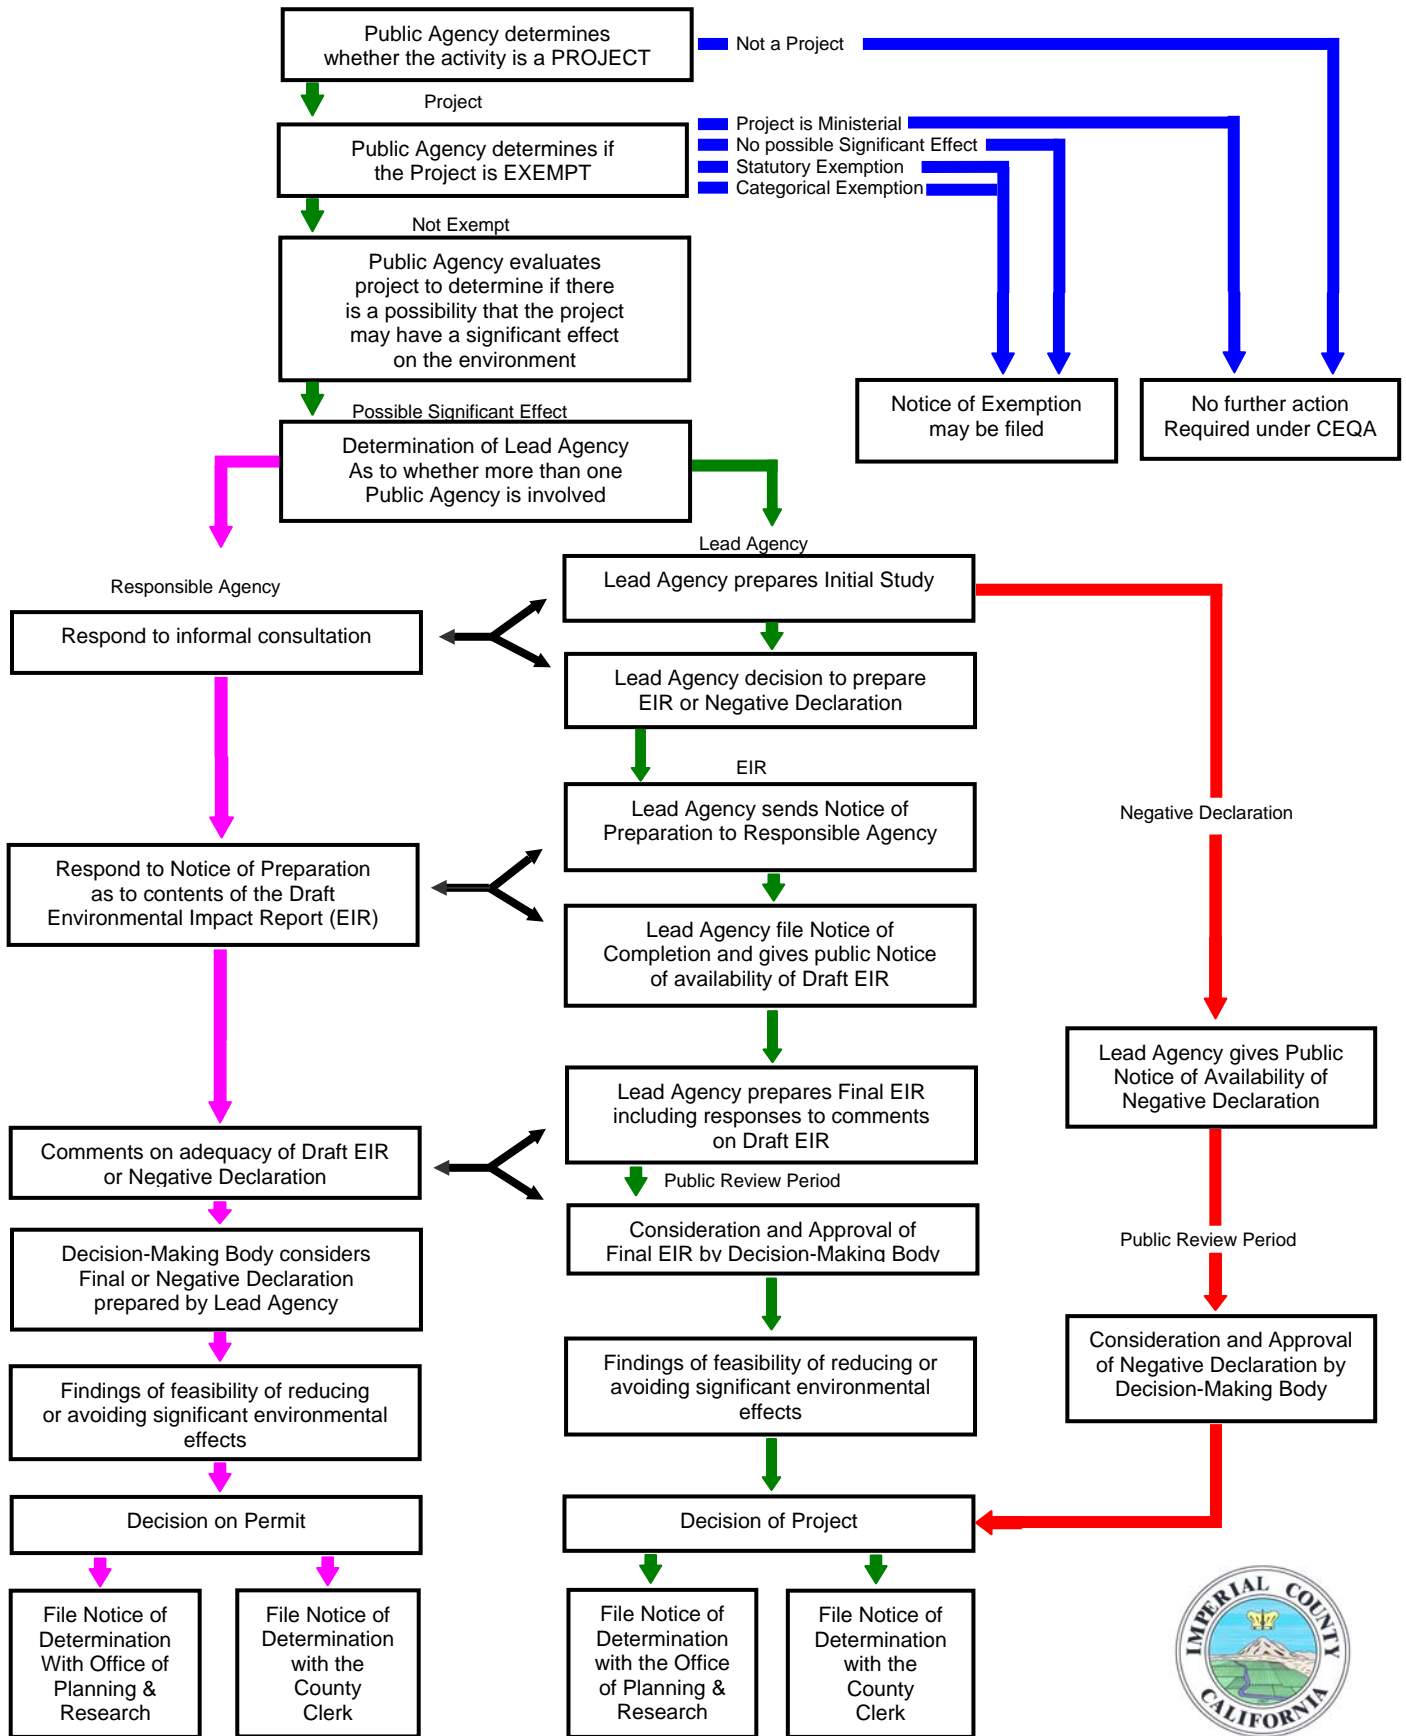 Public Agency determines
whether the activity is a PROJECT
Not a Project
Project
Public Agency determines if
the Project is EXEMPT
Project is Ministerial
No possible Significant Effect
Statutory Exemption
Categorical Exemption
Not Exempt
Public Agency evaluates
project to determine if there
is a possibility that the project
may have a significant effect
on the environment
Notice of Exemption
may be filed
No further action
Required under CEQA
Possible Significant Effect
Determination of Lead Agency
As to whether more than one
Public Agency is involved
Lead Agency
Responsible Agency
Lead Agency prepares Initial Study
Respond to informal consultation
Lead Agency decision to prepare
EIR or Negative Declaration
EIR
Lead Agency sends Notice of
Preparation to Responsible Agency
Negative Declaration
Respond to Notice of Preparation
as to contents of the Draft
Environmental Impact Report (EIR)
Lead Agency file Notice of
Completion and gives public Notice
of availability of Draft EIR
Lead Agency gives Public
Notice of Availability of
Negative Declaration
Lead Agency prepares Final EIR
including responses to comments
on Draft EIR
Comments on adequacy of Draft EIR
or Negative Declaration
Public Review Period
Consideration and Approval of
Final EIR by Decision-Making Body
Public Review Period
Decision-Making Body considers
Final or Negative Declaration
prepared by Lead Agency
Consideration and Approval
of Negative Declaration by
Decision-Making Body
Findings of feasibility of reducing
or avoiding significant environmental
effects
Findings of feasibility of reducing or
avoiding significant environmental
effects
Decision on Permit
Decision of Project
File Notice of
Determination
With Office of
Planning &
Research
File Notice of
Determination
with the
County
Clerk
File Notice of
Determination
with the Office
of Planning &
Research
File Notice of
Determination
with the
County
Clerk
IMPERIAL COUNTY
CALIFORNIA